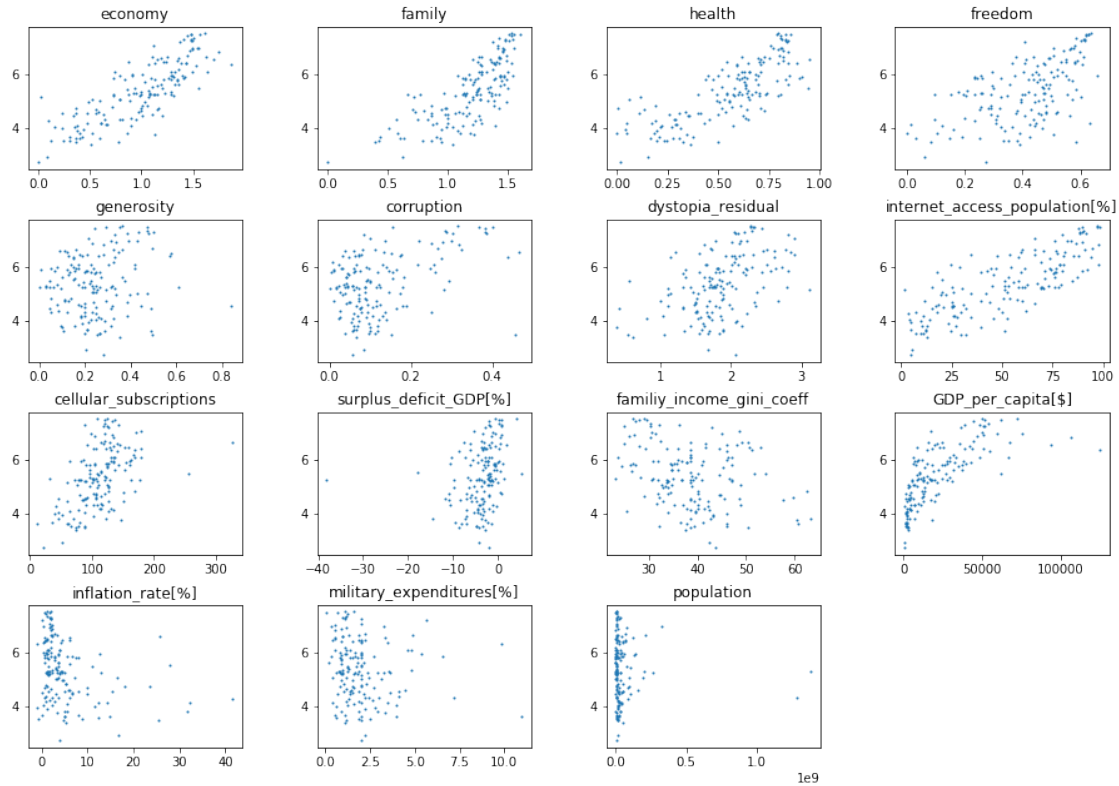 economy family health freedom
6
4
0.0 0.5 1.0 1.5
6
4
0.0 0.5 1.0 1.5
6
4
0.00 0.25 0.50 0.75 1.00
6
4
0.0 0.2 0.4 0.6
generosity corruption dystopia_residual internet_access_population[%]
6
4
0.0 0.2 0.4 0.6 0.8
6
4
0.0 0.2 0.4
6
4
1 2 3
6
4
0 25 50 75 100
cellular_subscriptions surplus_deficit_GDP[%] familiy_income_gini_coeff GDP_per_capita[$]
6
4
0 100 200 300
6
4
−40 −30 −20 −10 0
6
4
30 40 50 60
6
4
0 50000 100000
inflation_rate[%] military_expenditures[%] population
6
4
0 10 20 30 40
6
4
0.0 2.5 5.0 7.5 10.0
6
4
0.0 0.5 1.0
1e9